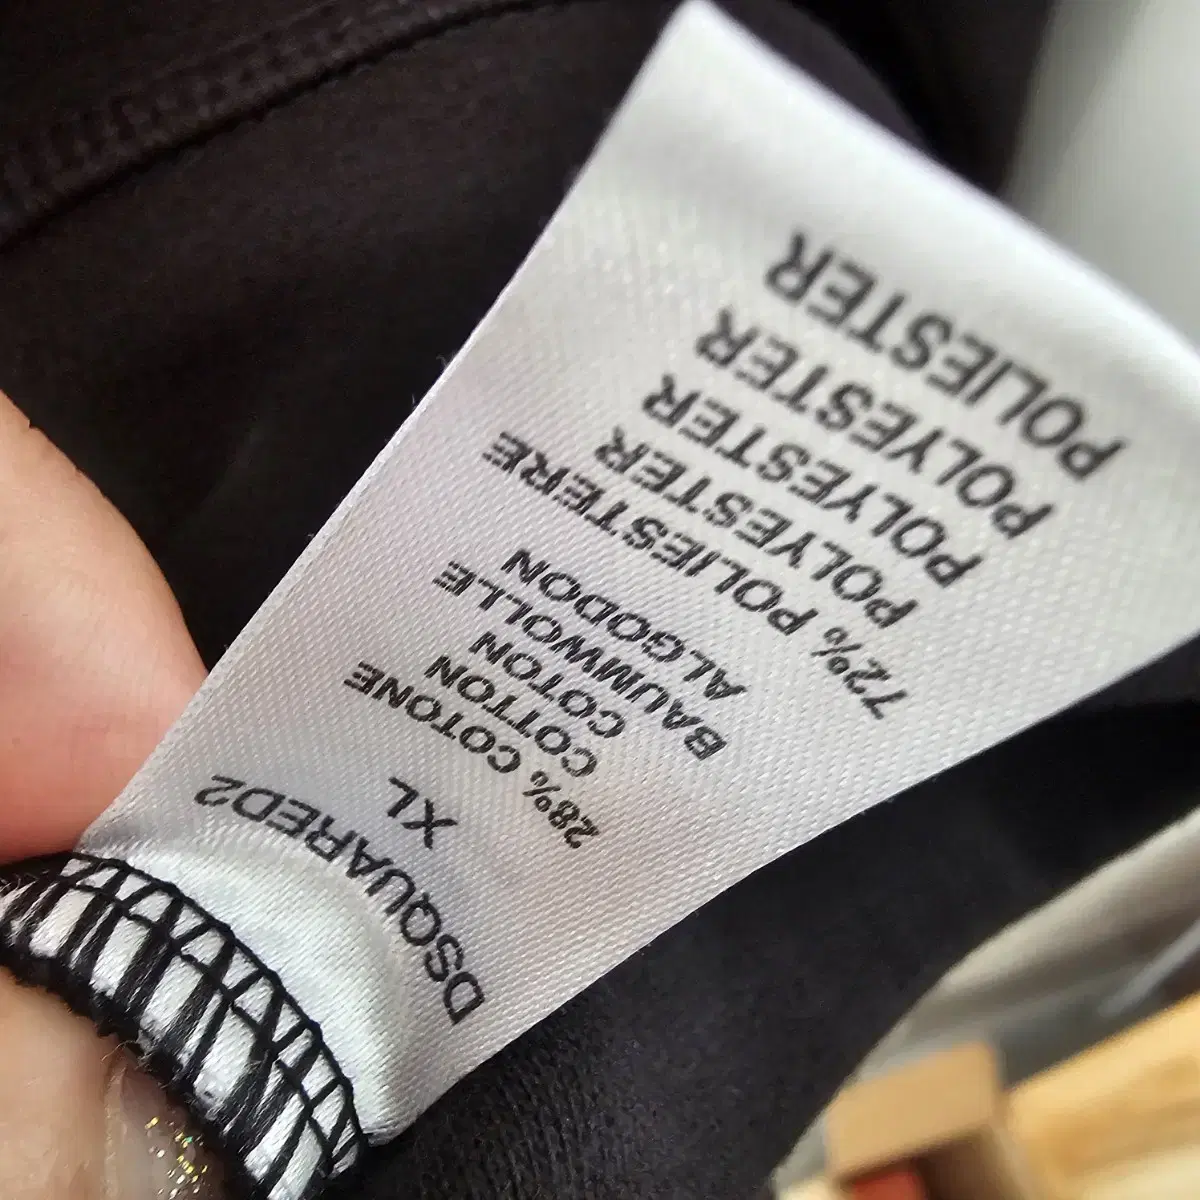 DSQUARED2
XL
28% COTONE
COTTON
COTON
BAUMWOLLE
ALGODON
72% POLIESTERE
POLYESTER
POLYESTER
POLYESTER
POLIESTER